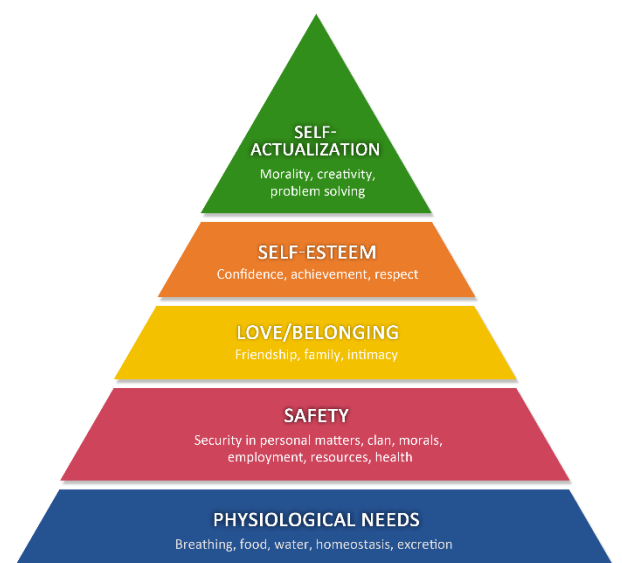 SELF-
ACTUALIZATION
Morality, creativity,
problem solving
SELF-ESTEEM
Confidence, achievement, respect
LOVE/BELONGING
Friendship, family, intimacy
SAFETY
Security in personal matters, clan, morals,
employment, resources, health
PHYSIOLOGICAL NEEDS
Breathing, food, water, homeostasis, excretion